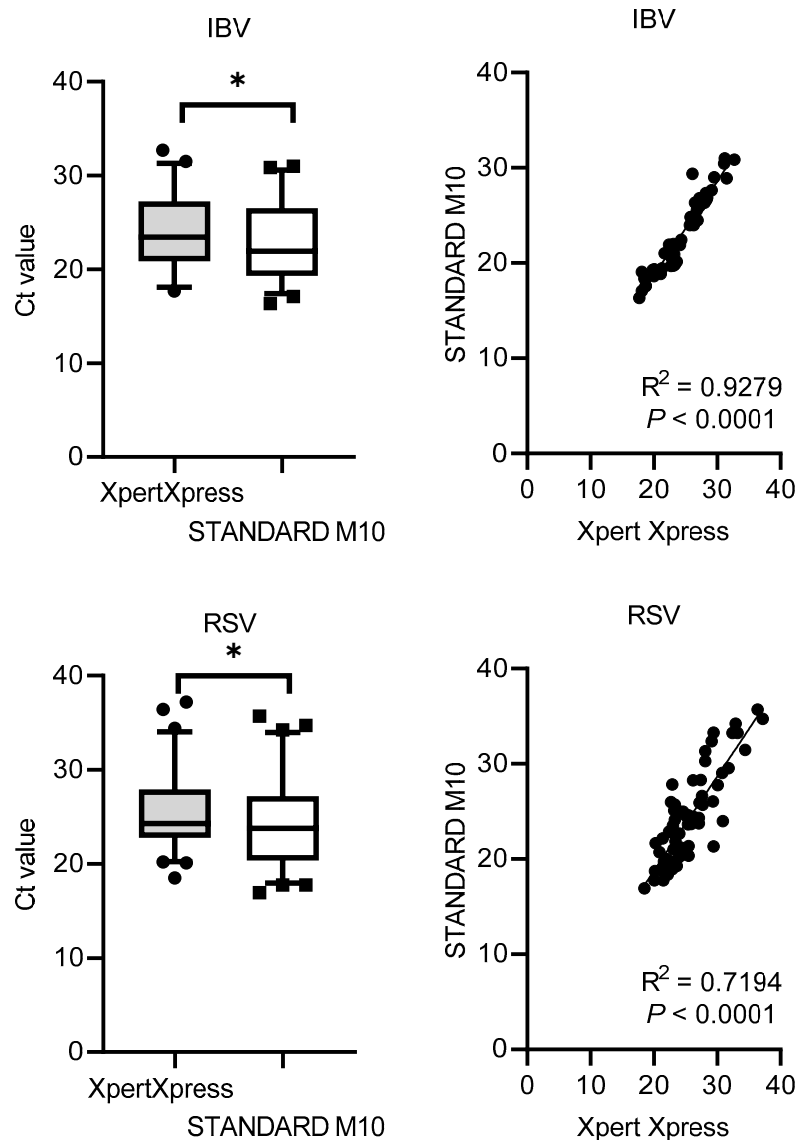 IBV
*
40
30
20
10
0
Ct value
XpertXpress
STANDARD M10
IBV
40
30
20
10
0
STANDARD M10
R² = 0.9279
P < 0.0001
0 10 20 30 40
Xpert Xpress
RSV
*
40
30
20
10
0
Ct value
XpertXpress
STANDARD M10
RSV
40
30
20
10
0
STANDARD M10
R² = 0.7194
P < 0.0001
0 10 20 30 40
Xpert Xpress